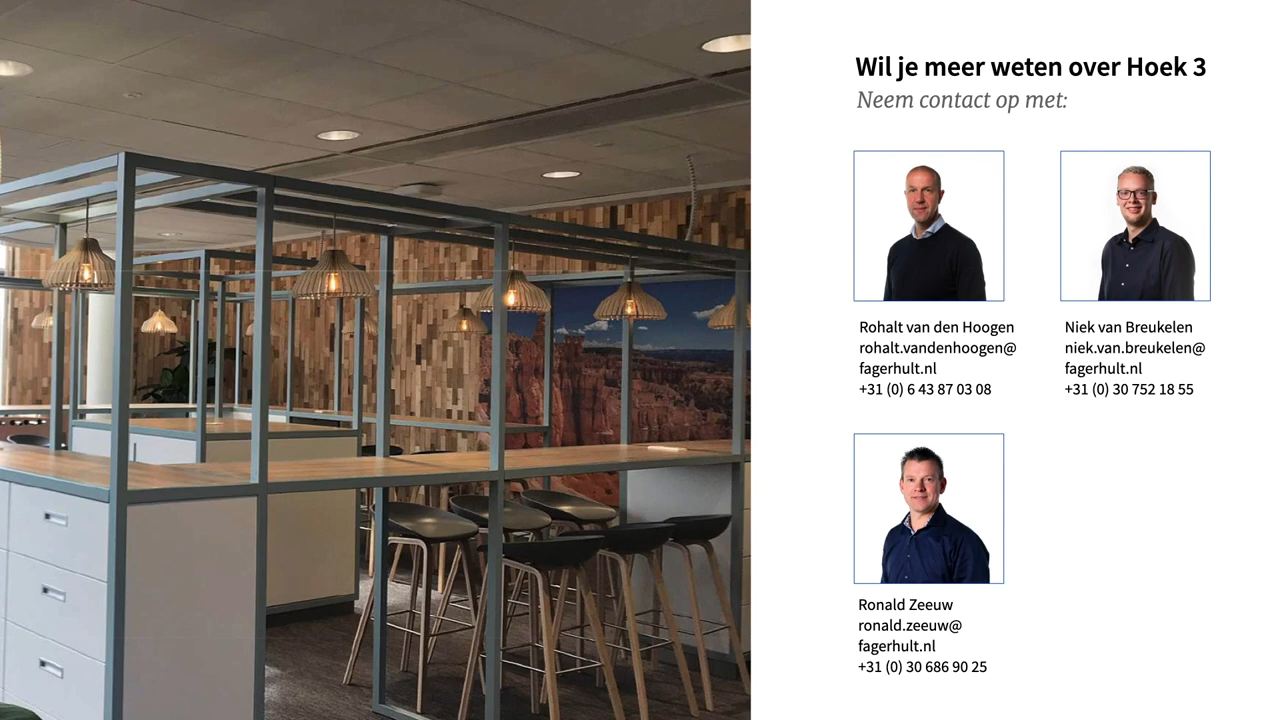 Wil je meer weten over Hoek 3
Neem contact op met:
Rohalt van den Hoogen
rohalt.vandenhoogen@
fagerhult.nl
+31 (0) 6 43 87 03 08
Niek van Breukelen
niek.van.breukelen@
fagerhult.nl
+31 (0) 30 752 18 55
Ronald Zeeuw
ronald.zeeuw@
fagerhult.nl
+31 (0) 30 686 90 25